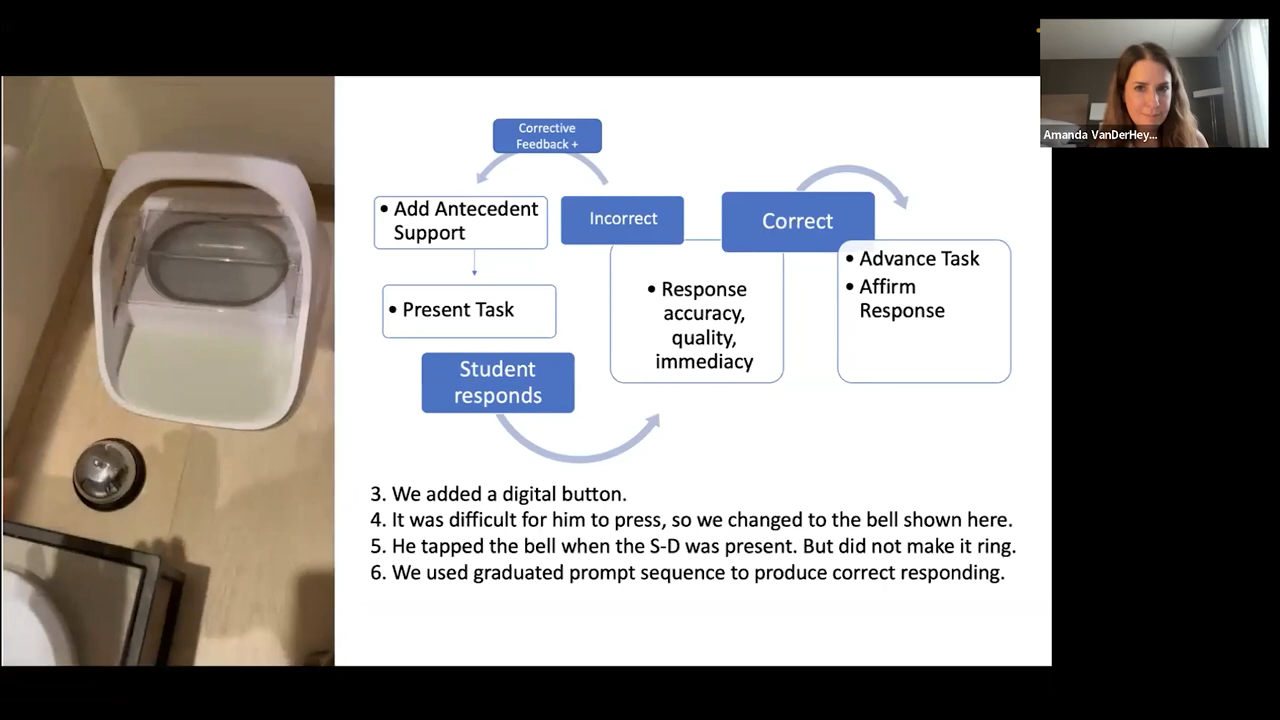 Corrective
Feedback +
• Add Antecedent
Support
Incorrect
Correct
• Present Task
• Response
accuracy,
quality,
immediacy
• Advance Task
• Affirm
Response
Student
responds
3. We added a digital button.
4. It was difficult for him to press, so we changed to the bell shown here.
5. He tapped the bell when the S-D was present. But did not make it ring.
6. We used graduated prompt sequence to produce correct responding.
Amanda VanDerHey...